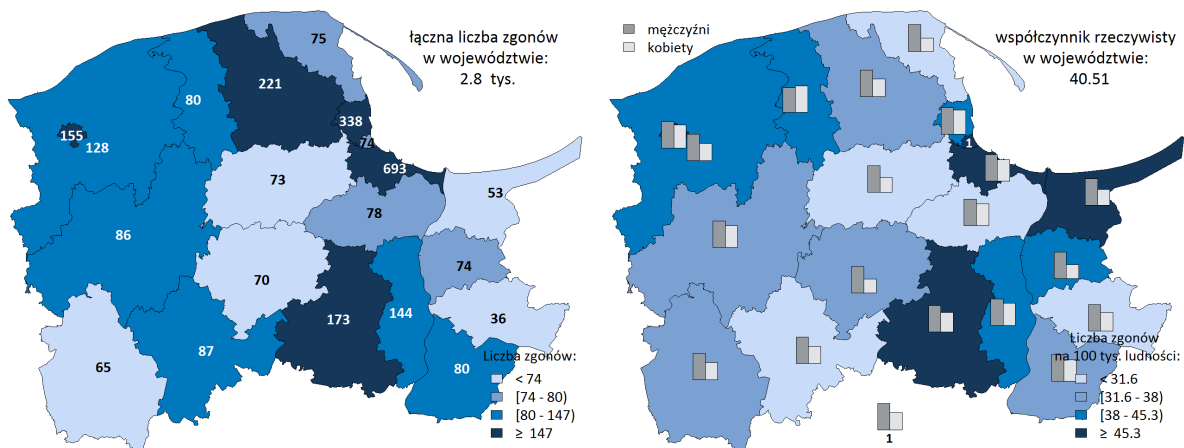 łączna liczba zgonów
w województwie:
2.8 tys.
75
221
80
338
155
128
74
693
73
53
78
86
74
70
36
173
144
87
65
80
Liczba zgonów:
< 74
[74 - 80)
[80 - 147)
≥ 147
mężczyźni
kobiety
współczynnik rzeczywisty
w województwie:
40.51
1
Liczba zgonów
na 100 tys. ludności:
< 31.6
[31.6 - 38)
[38 - 45.3)
≥ 45.3
1